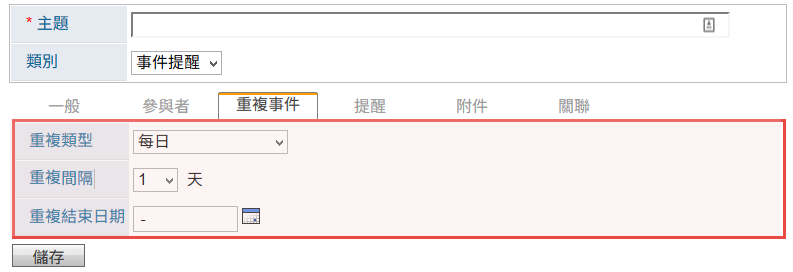 * 主題
類別 事件提醒
一般 參與者 重複事件 提醒 附件 關聯
重複類型 每日
重複間隔 1 天
重複結束日期 -
儲存